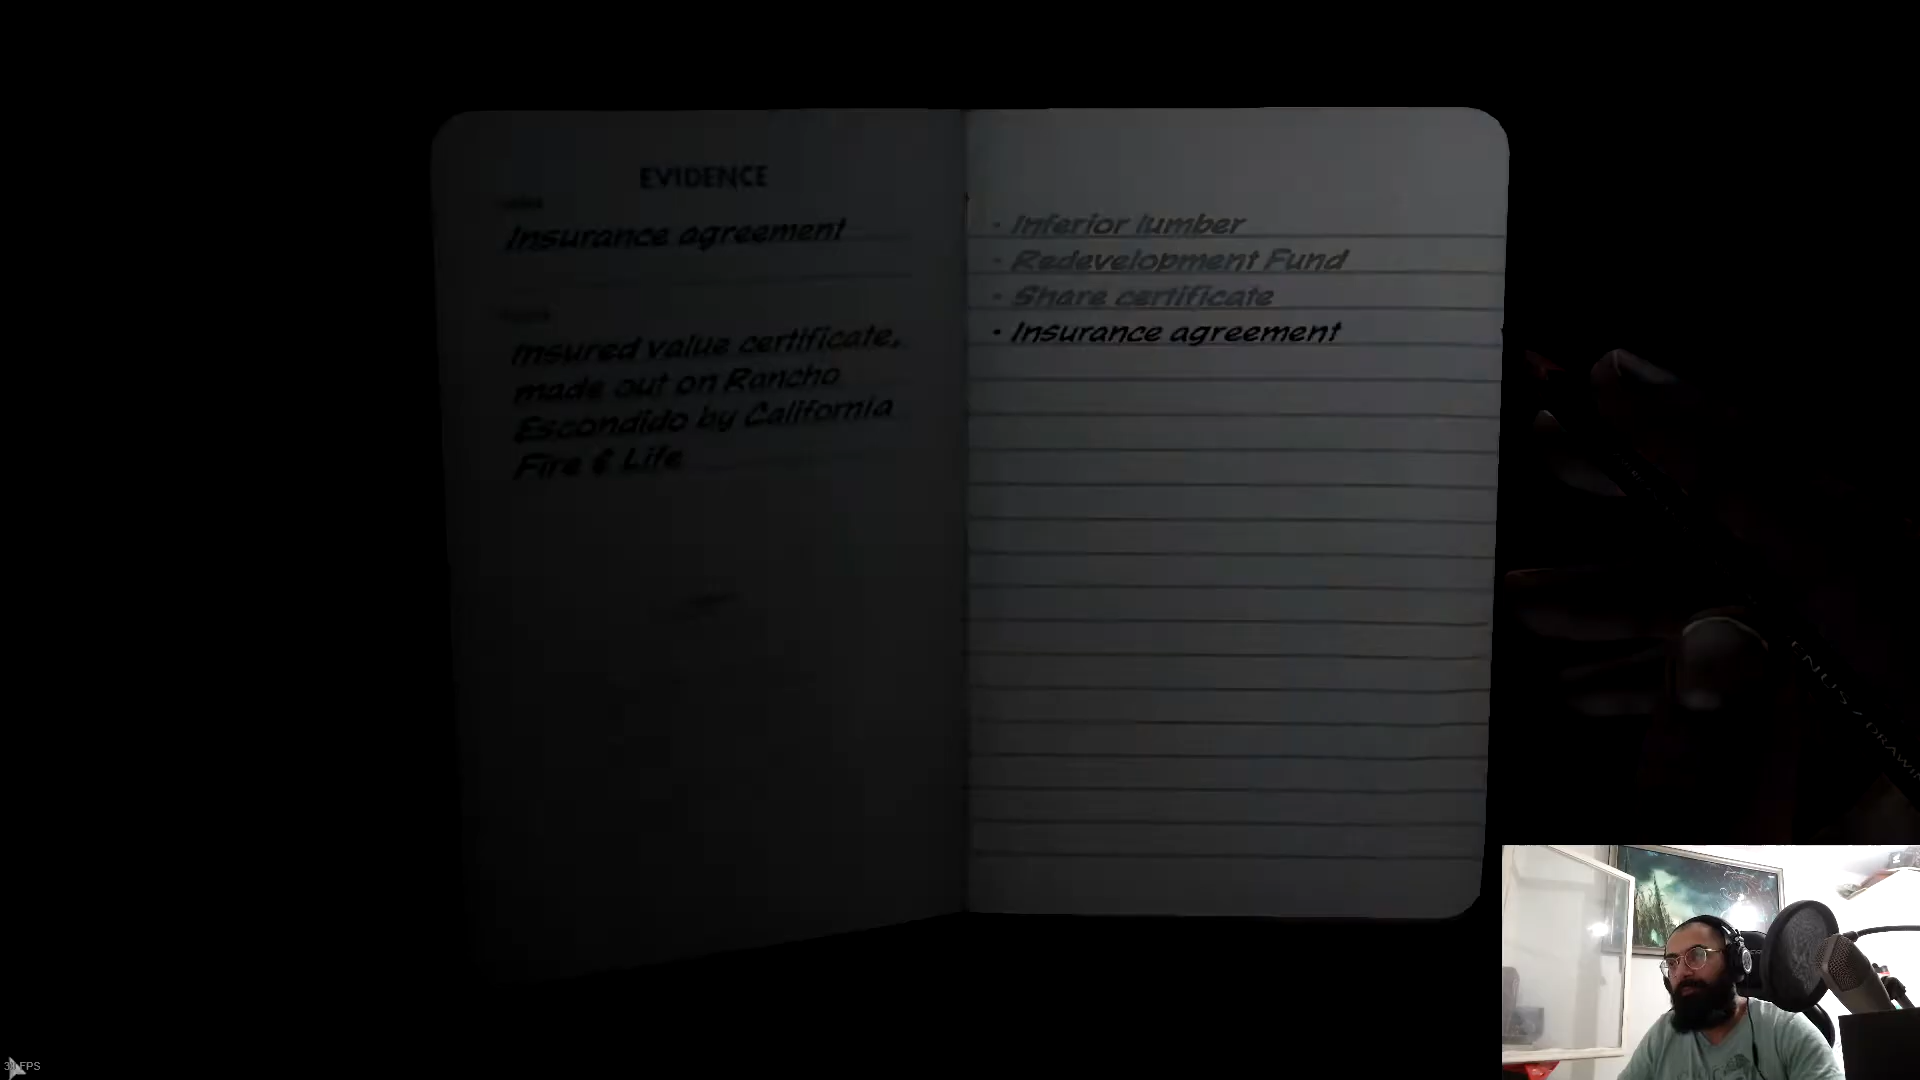 EVIDENCE
Insurance agreement
Insured value certificate,
made out on Rancho
Escondido by California
Fire & Life
· Inferior lumber
· Redevelopment Fund
· Share certificate
· Insurance agreement
FPS